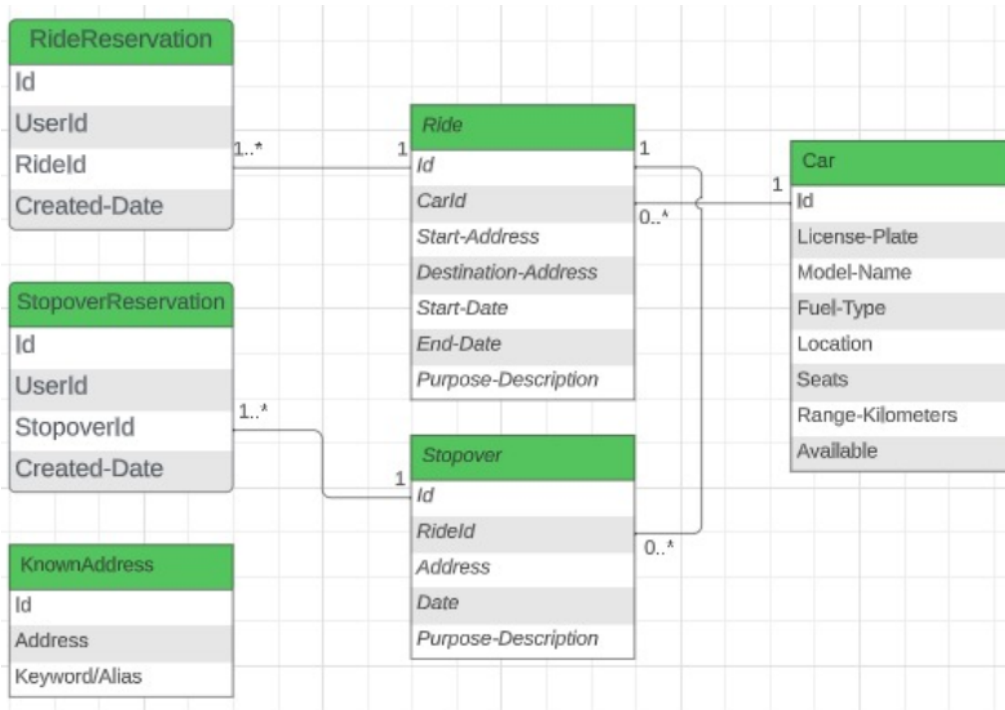 RideReservation
Id
UserId
RideId
Created-Date
1..*
1
Ride
Id
CarId
Start-Address
Destination-Address
Start-Date
End-Date
Purpose-Description
1
0..*
1
Car
Id
License-Plate
Model-Name
Fuel-Type
Location
Seats
Range-Kilometers
Available
StopoverReservation
Id
UserId
StopoverId
Created-Date
1..*
1
Stopover
Id
RideId
Address
Date
Purpose-Description
0..*
KnownAddress
Id
Address
Keyword/Alias